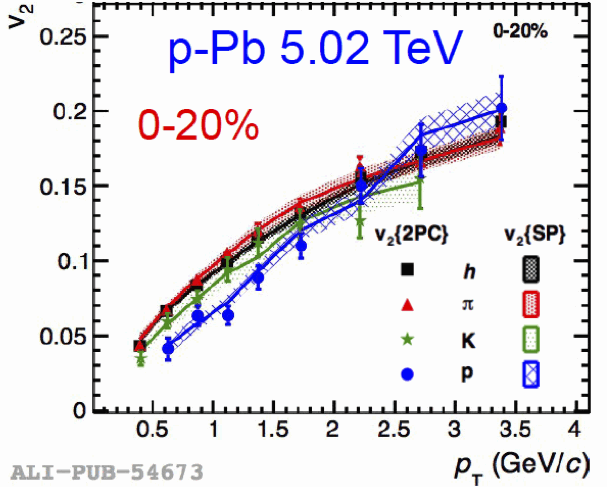 v2
0.25
0.2
0.15
0.1
0.05
0
p-Pb 5.02 TeV
0-20%
0-20%
v2{2PC} v2{SP}
h
π
K
p
0.5 1 1.5 2 2.5 3 3.5 4
pT (GeV/c)
ALI-PUB-54673